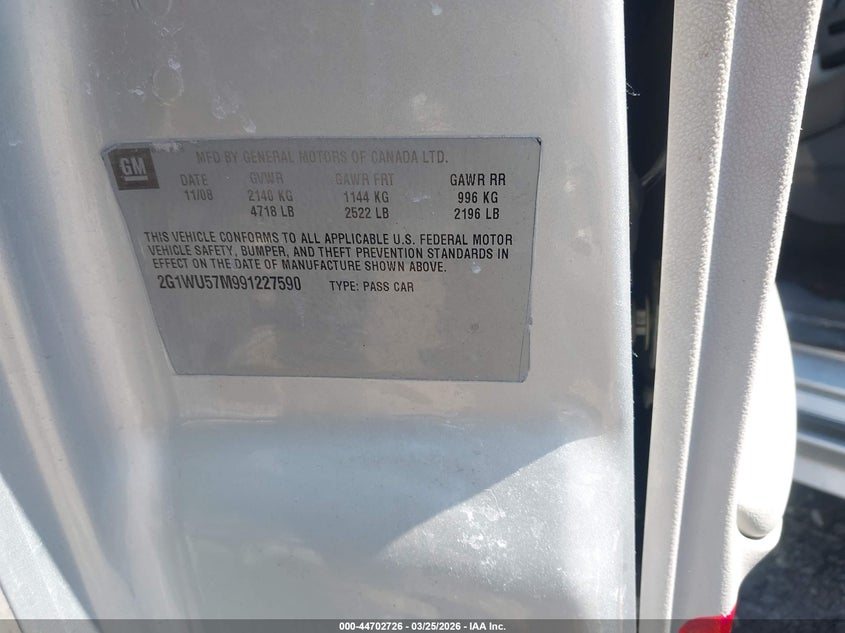 GM
MFD BY GENERAL MOTORS OF CANADA LTD.
DATE GVWR GAWR FRT GAWR RR
11/08 2140 KG 1144 KG 996 KG
4718 LB 2522 LB 2196 LB
THIS VEHICLE CONFORMS TO ALL APPLICABLE U.S. FEDERAL MOTOR
VEHICLE SAFETY, BUMPER, AND THEFT PREVENTION STANDARDS IN
EFFECT ON THE DATE OF MANUFACTURE SHOWN ABOVE.
2G1WU57M991227590 TYPE: PASS CAR
000-44702726 - 03/25/2026 - IAA Inc.